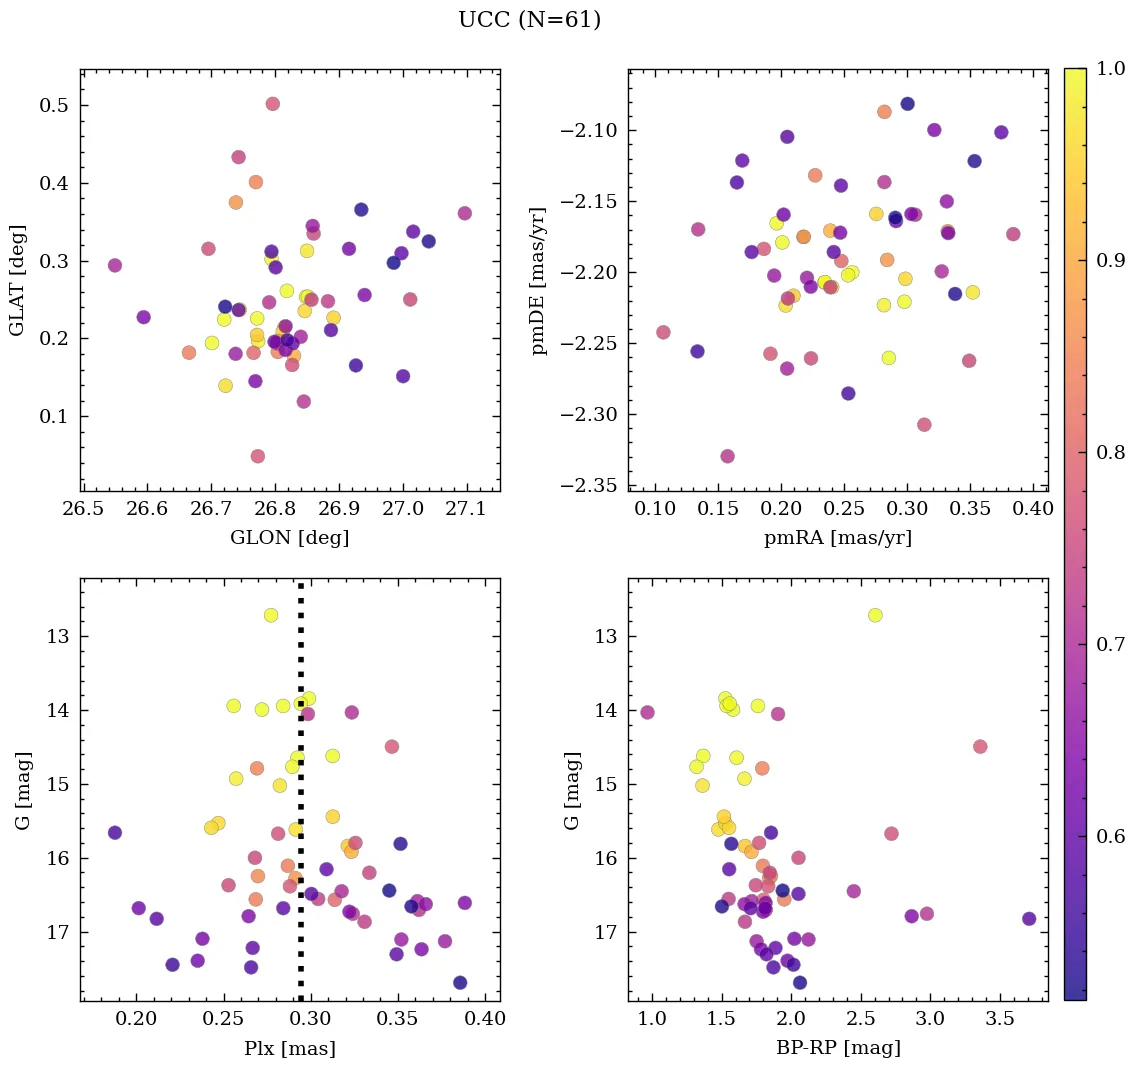 UCC (N=61)
0.5
0.4
0.3
0.2
0.1
GLAT [deg]
26.5 26.6 26.7 26.8 26.9 27.0 27.1
GLON [deg]
−2.10
−2.15
−2.20
−2.25
−2.30
−2.35
pmDE [mas/yr]
0.10 0.15 0.20 0.25 0.30 0.35 0.40
pmRA [mas/yr]
1.0
0.9
0.8
0.7
0.6
13
14
15
16
17
G [mag]
0.20 0.25 0.30 0.35 0.40
Plx [mas]
13
14
15
16
17
G [mag]
1.0 1.5 2.0 2.5 3.0 3.5
BP-RP [mag]